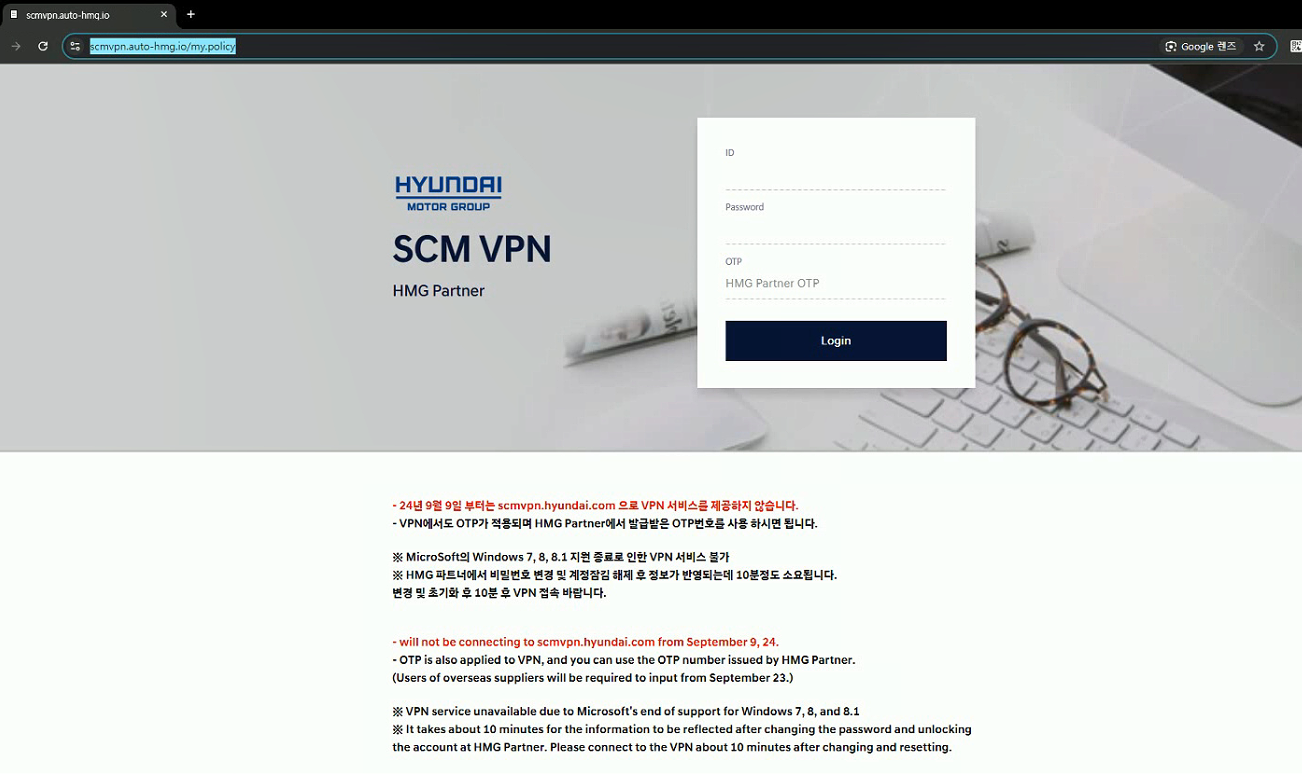 scmvpn.auto-hmg.io
scmvpn.auto-hmg.io/my.policy
Google 렌즈
HYUNDAI
MOTOR GROUP
SCM VPN
HMG Partner
ID
Password
OTP
HMG Partner OTP
Login
- 24년 9월 9일 부터는 scmvpn.hyundai.com 으로 VPN 서비스를 제공하지 않습니다.
- VPN에서도 OTP가 적용되며 HMG Partner에서 발급받은 OTP번호를 사용 하시면 됩니다.
※ MicroSoft의 Windows 7, 8, 8.1 지원 종료로 인한 VPN 서비스 불가
※ HMG 파트너에서 비밀번호 변경 및 계정잠김 해제 후 정보가 반영되는데 10분정도 소요됩니다.
변경 및 초기화 후 10분 후 VPN 접속 바랍니다.
- will not be connecting to scmvpn.hyundai.com from September 9, 24.
- OTP is also applied to VPN, and you can use the OTP number issued by HMG Partner.
(Users of overseas suppliers will be required to input from September 23.)
※ VPN service unavailable due to Microsoft's end of support for Windows 7, 8, and 8.1
※ It takes about 10 minutes for the information to be reflected after changing the password and unlocking
the account at HMG Partner. Please connect to the VPN about 10 minutes after changing and resetting.